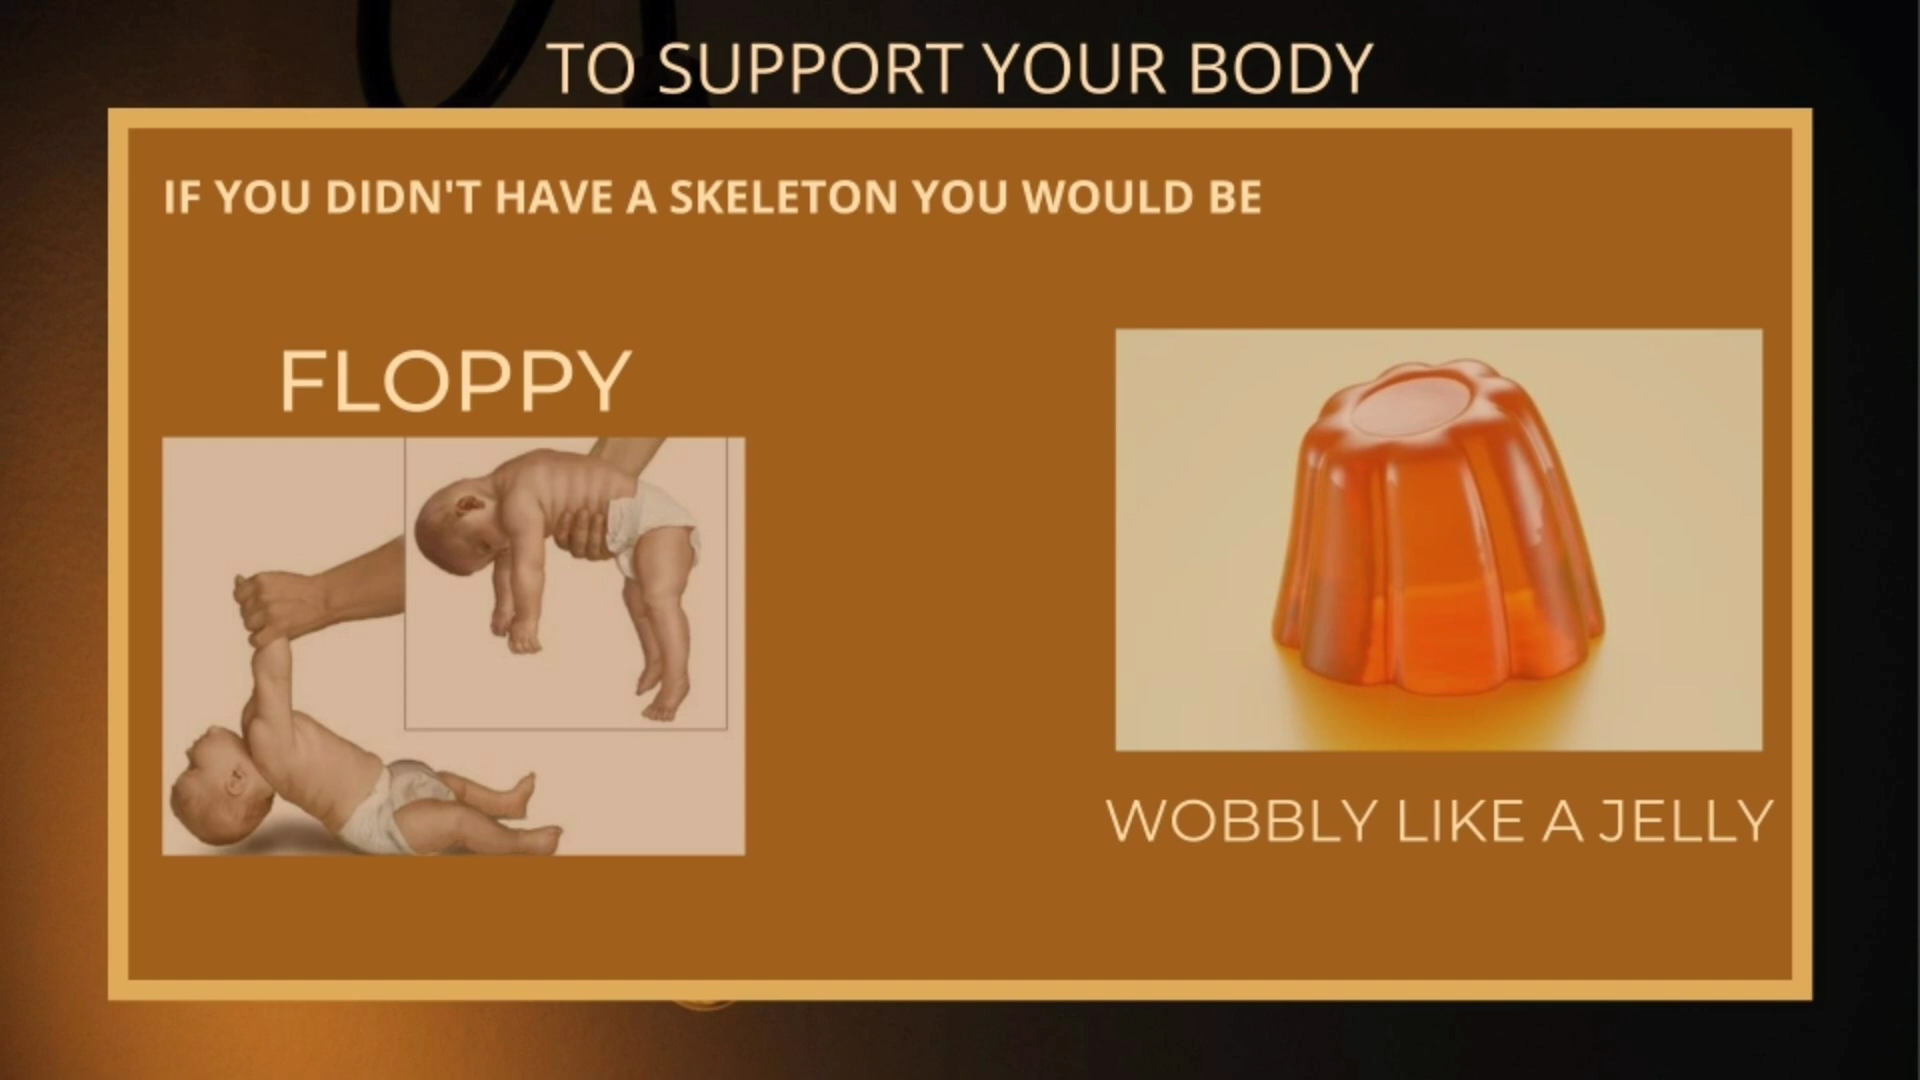 TO SUPPORT YOUR BODY
IF YOU DIDN'T HAVE A SKELETON YOU WOULD BE
FLOPPY
WOBBLY LIKE A JELLY